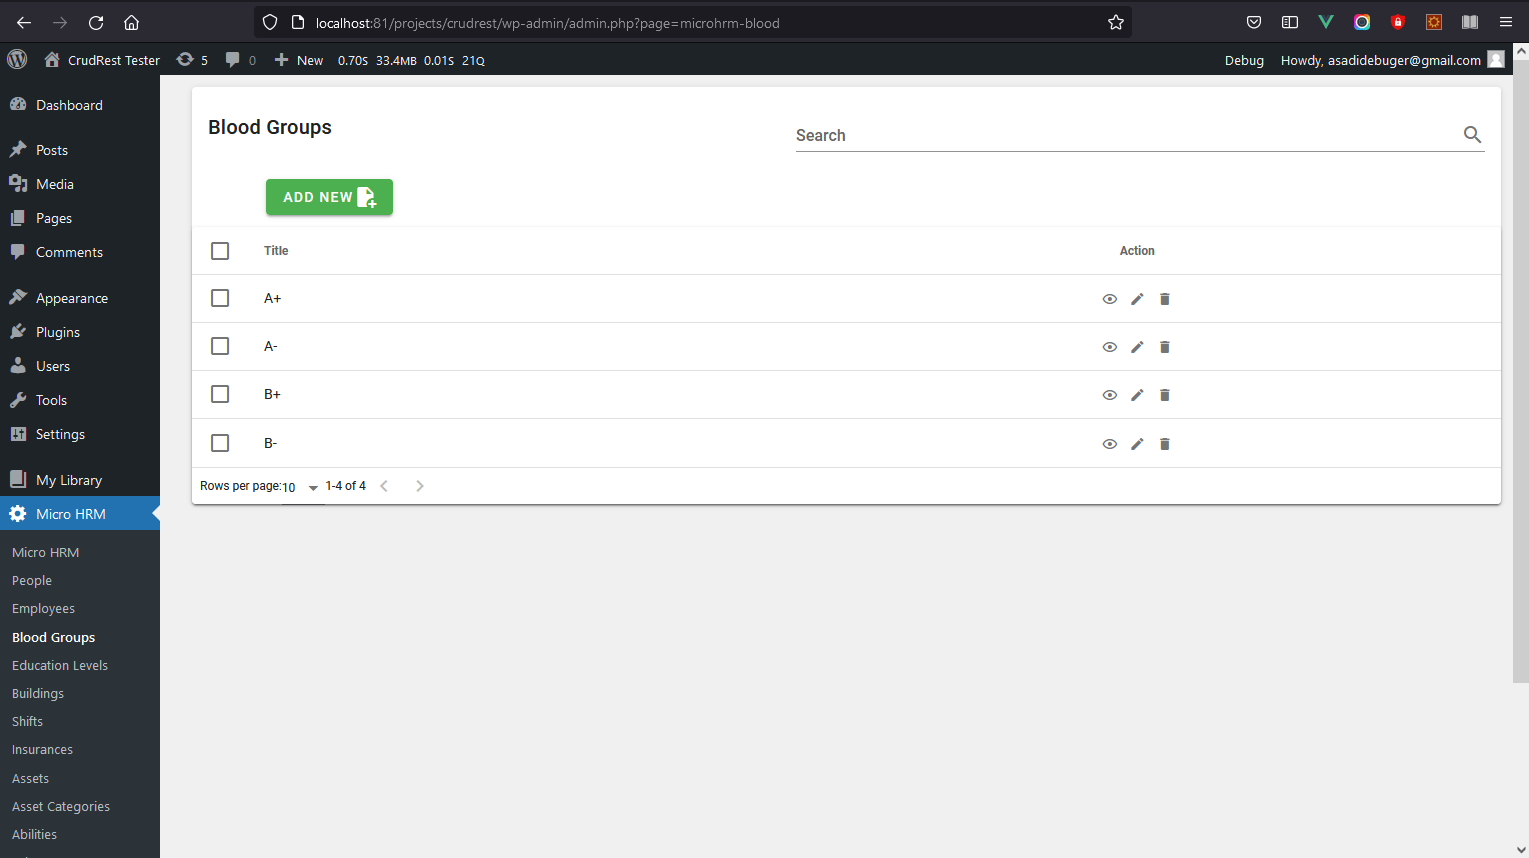 localhost:81/projects/crudrest/wp-admin/admin.php?page=microhrm-blood
CrudRest Tester 5 0 New 0.70S 33.4MB 0.01S 21Q Debug Howdy, asadidebuger@gmail.com
Dashboard
Posts
Media
Pages
Comments
Appearance
Plugins
Users
Tools
Settings
My Library
Micro HRM
Micro HRM
People
Employees
Blood Groups
Education Levels
Buildings
Shifts
Insurances
Assets
Asset Categories
Abilities
Blood Groups
Search
ADD NEW
Title Action
A+
A-
B+
B-
Rows per page: 10 1-4 of 4